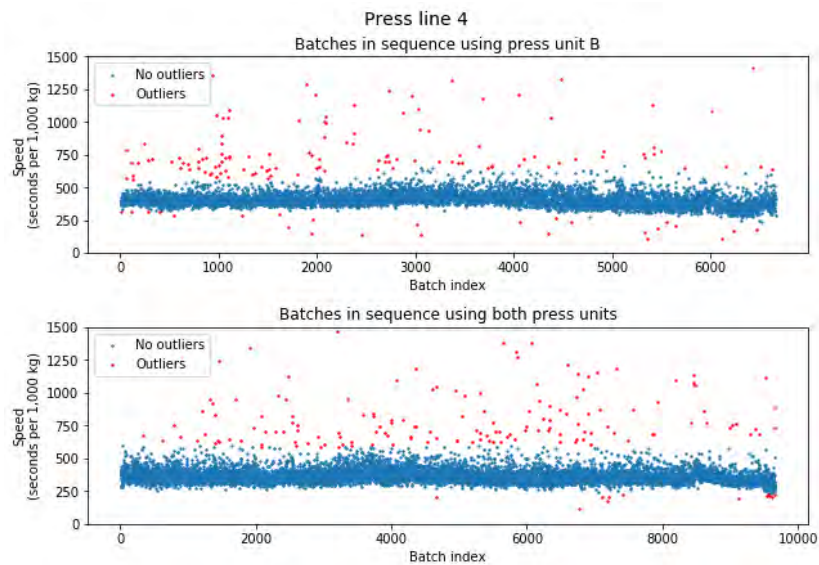 Press line 4
Batches in sequence using press unit B
1500
1250
1000
750
500
250
0
Speed
(seconds per 1,000 kg)
No outliers
Outliers
0 1000 2000 3000 4000 5000 6000
Batch index
Batches in sequence using both press units
1500
1250
1000
750
500
250
0
Speed
(seconds per 1,000 kg)
No outliers
Outliers
0 2000 4000 6000 8000 10000
Batch index